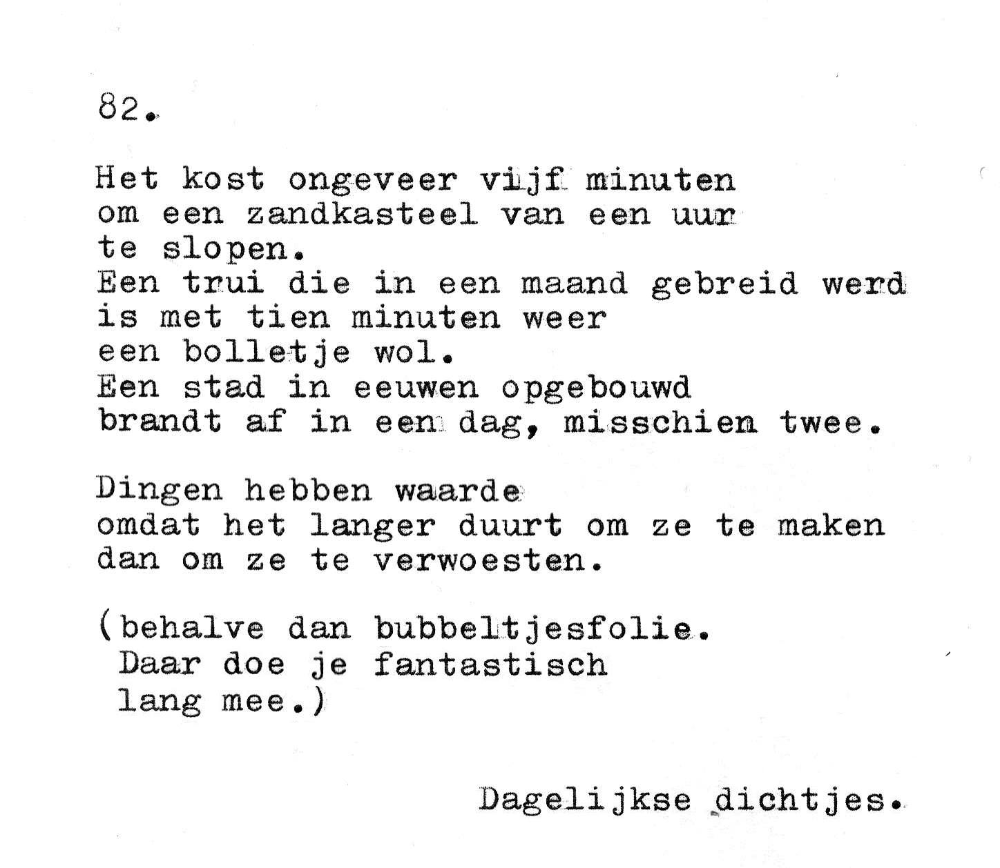 82.
Het kost ongeveer vijf minuten
om een zandkasteel van een uur
te slopen.
Een trui die in een maand gebreid werd
is met tien minuten weer
een bolletje wol.
Een stad in eeuwen opgebouwd
brandt af in een dag, misschien twee.
Dingen hebben waarde
omdat het langer duurt om ze te maken
dan om ze te verwoesten.
(behalve dan bubbeltjesfolie.
Daar doe je fantastisch
lang mee.)
Dagelijkse dichtjes.